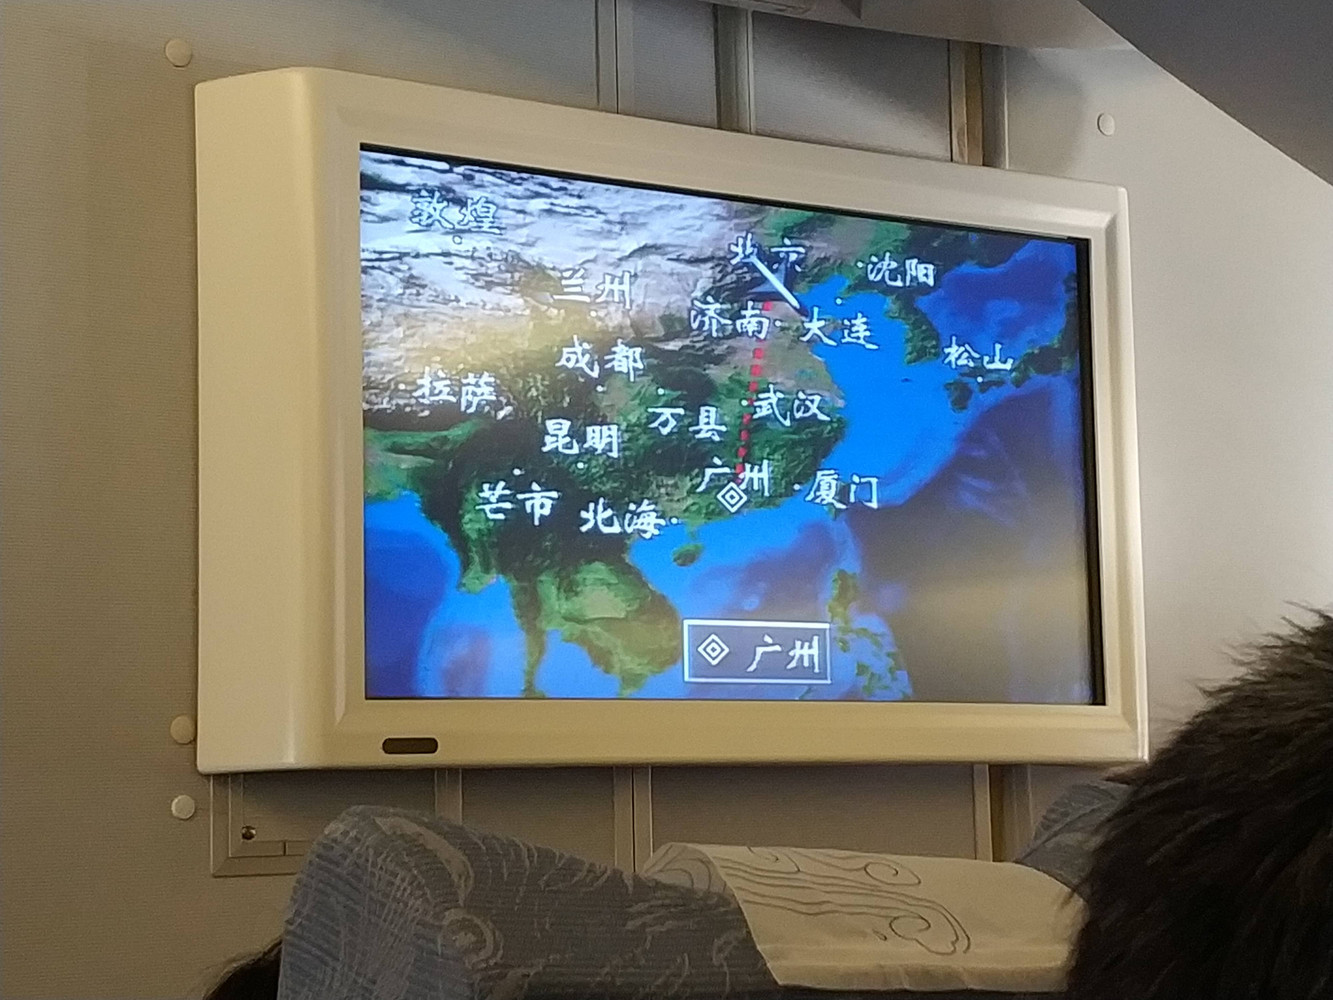 敦煌
北京
沈阳
兰州
济南
大连
成都
松山
拉萨
万县
武汉
昆明
广州
厦门
芒市
北海
广州